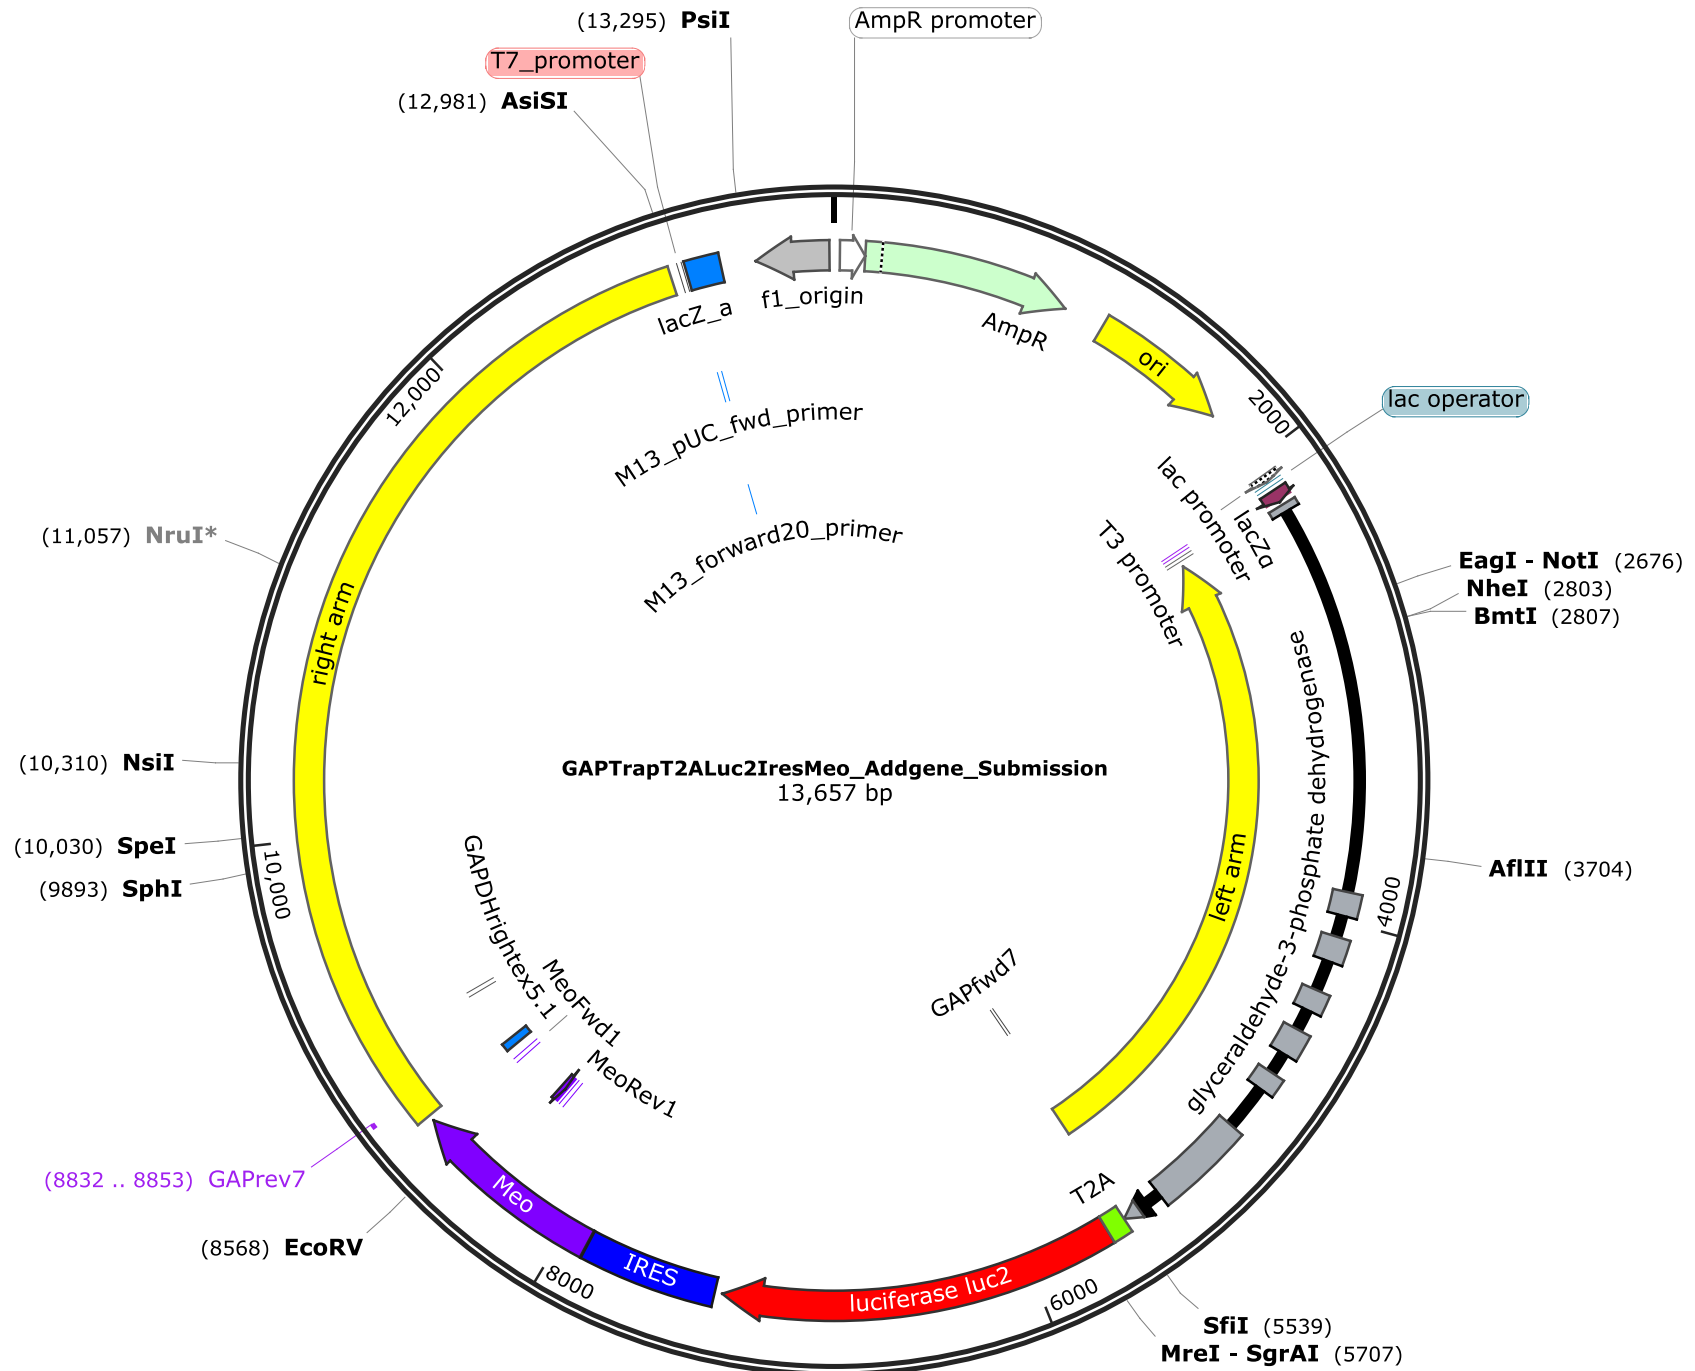 (13,295) PsiI
AmpR promoter
T7_promoter
(12,981) AsiSI
lacZ_a
f1_origin
AmpR
ori
2000
lac operator
12,000
M13_pUC_fwd_primer
lac promoter
lacZα
M13_forward20_primer
T3 promoter
(11,057) NruI*
EagI - NotI (2676)
NheI (2803)
BmtI (2807)
right arm
glyceraldehyde-3-phosphate dehydrogenase
GAPTrapT2ALuc2IresMeo_Addgene_Submission
13,657 bp
(10,310) NsiI
(10,030) SpeI
(9893) SphI
10,000
left arm
AflII (3704)
4000
GAPDHrightex5.1
MeoFwd1
MeoRev1
GAPfwd7
(8832 .. 8853) GAPrev7
T2A
Meo
(8568) EcoRV
IRES
8000
luciferase luc2
6000
SfiI (5539)
MreI - SgrAI (5707)